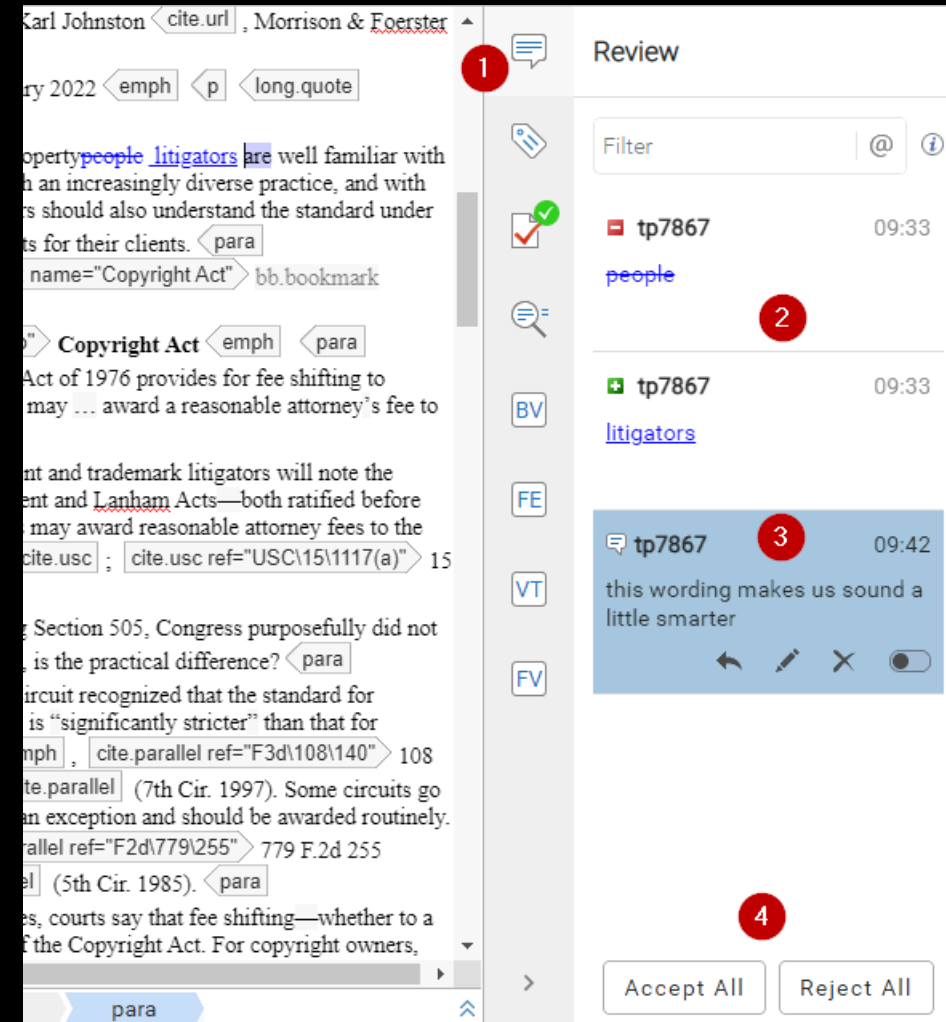 Karl Johnston cite.url , Morrison & Foerster
ry 2022 emph p long.quote
opertypeople litigators are well familiar with
h an increasingly diverse practice, and with
rs should also understand the standard under
ts for their clients. para
name="Copyright Act" bb.bookmark
" Copyright Act emph para
Act of 1976 provides for fee shifting to
may … award a reasonable attorney's fee to
nt and trademark litigators will note the
ent and Lanham Acts—both ratified before
may award reasonable attorney fees to the
cite.usc ; cite.usc ref="USC\15\1117(a)" 15
g Section 505, Congress purposefully did not
, is the practical difference? para
ircuit recognized that the standard for
is “significantly stricter” than that for
mph , cite.parallel ref="F3d\108\140" 108
te.parallel (7th Cir. 1997). Some circuits go
an exception and should be awarded routinely.
rallel ref="F2d\779\255" 779 F.2d 255
el (5th Cir. 1985). para
es, courts say that fee shifting—whether to a
f the Copyright Act. For copyright owners,
para
1
BV
FE
VT
FV
Review
Filter @ i
tp7867 09:33
people
2
tp7867 09:33
litigators
3
tp7867 09:42
this wording makes us sound a
little smarter
4
Accept All Reject All